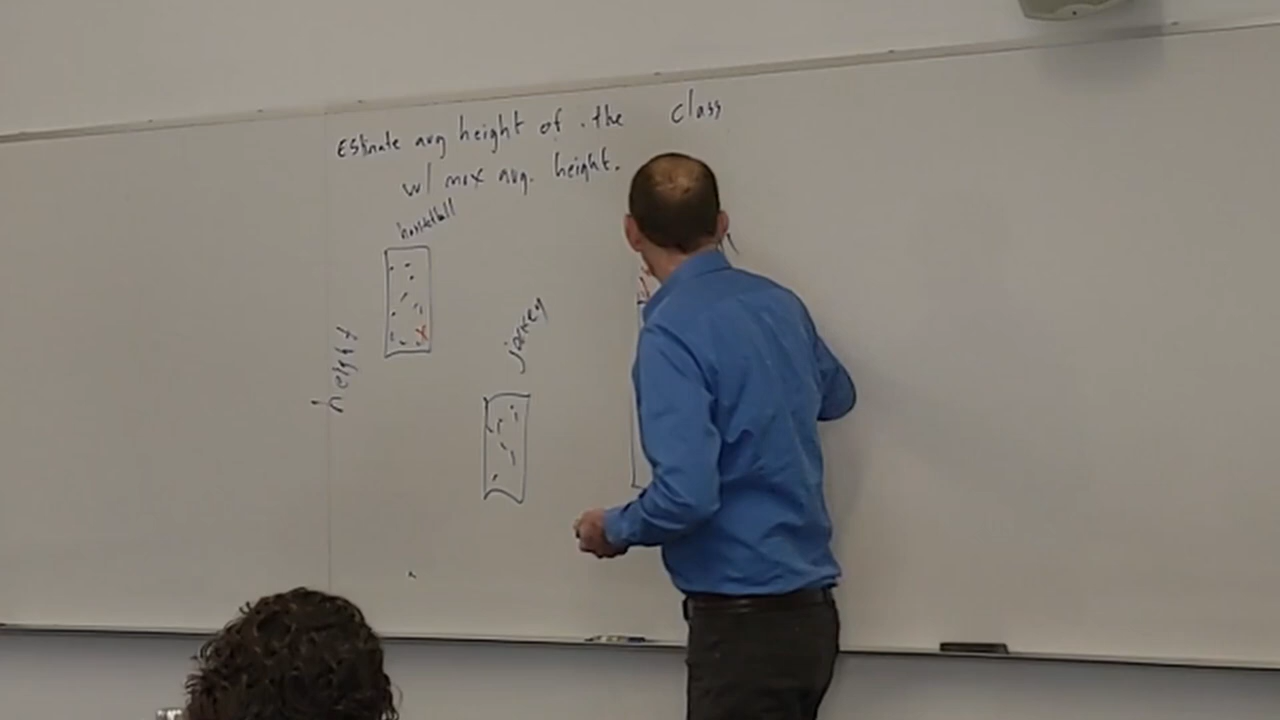 Estimate avg height of the class
w/ max avg. height.
basketball
jockey
height